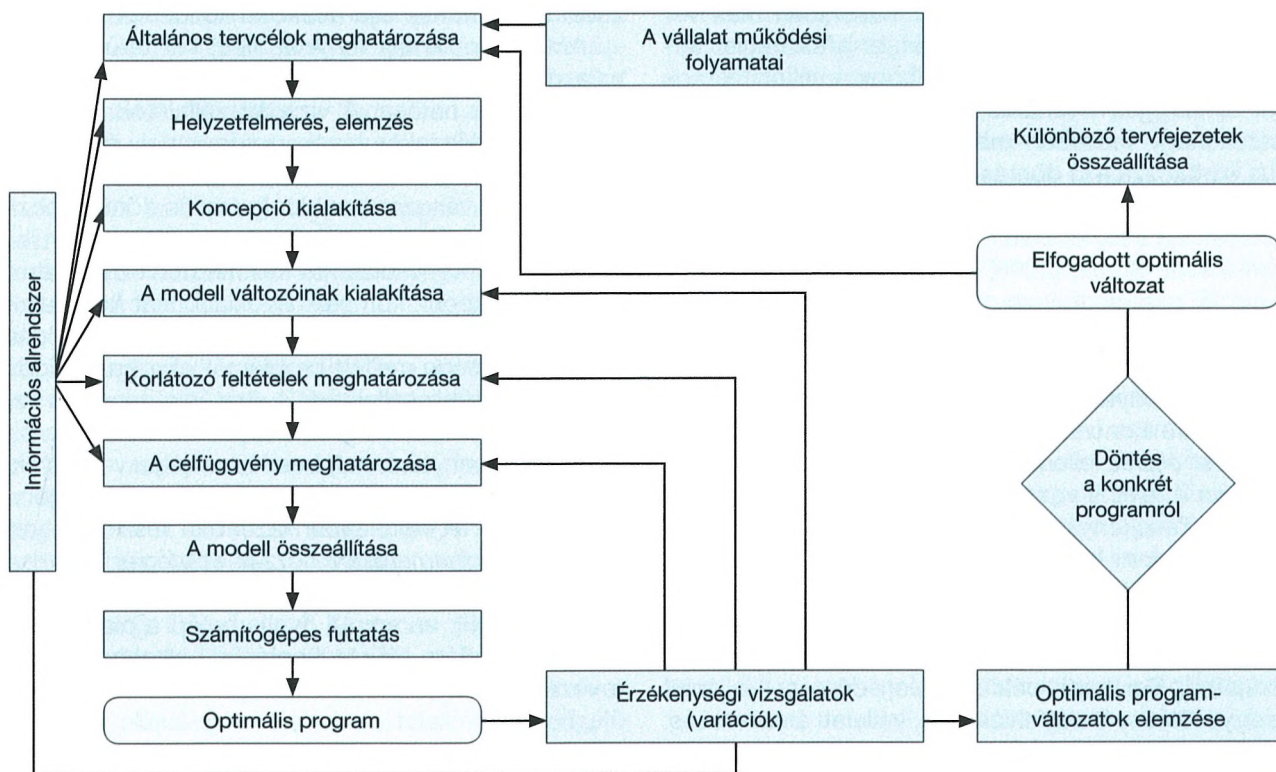 Általános tervcélok meghatározása
A vállalat működési
folyamatai
Helyzetfelmérés, elemzés
Különböző tervfejezetek
összeállítása
Koncepció kialakítása
Információs alrendszer
Elfogadott optimális
változat
A modell változóinak kialakítása
Korlátozó feltételek meghatározása
A célfüggvény meghatározása
Döntés
a konkrét
programról
A modell összeállítása
Számítógépes futtatás
Optimális program
Érzékenységi vizsgálatok
(variációk)
Optimális program-
változatok elemzése